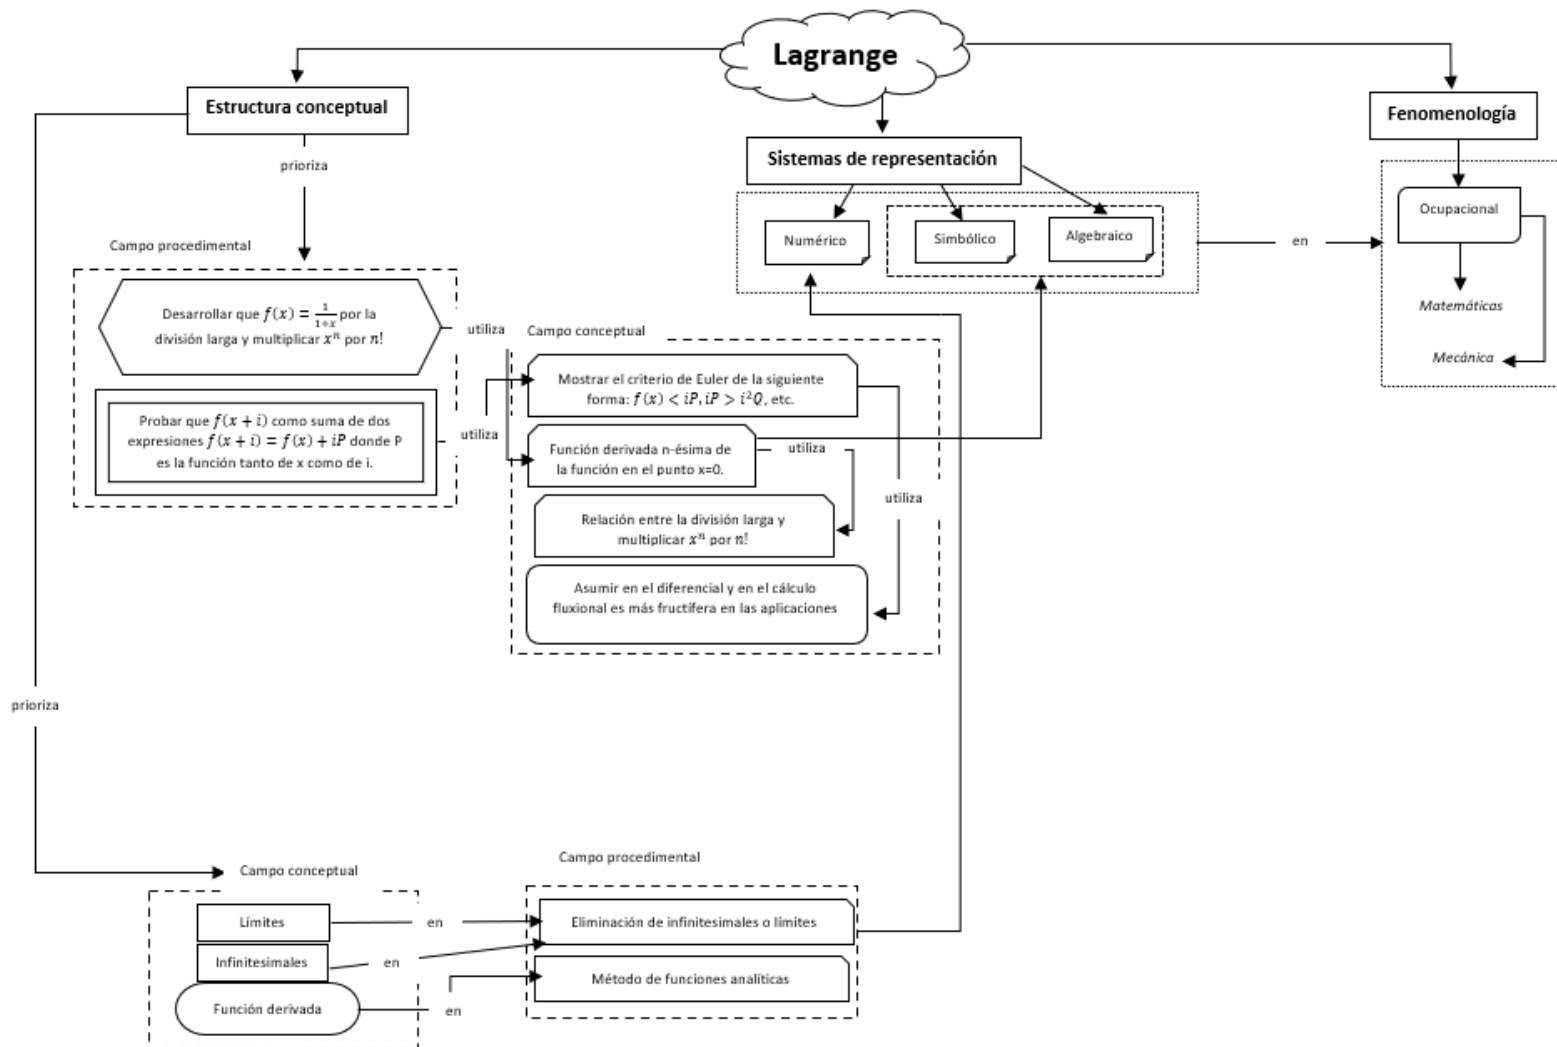 Lagrange
Estructura conceptual
Fenomenología
Sistemas de representación
prioriza
Ocupacional
Numérico
Simbólico
Algebraico
en
Matemáticas
Mecánica
Campo procedimental
Desarrollar que f(x) = 1/(1+x) por la
división larga y multiplicar xⁿ por n!
utiliza
Probar que f(x + i) como suma de dos
expresiones f(x + i) = f(x) + iP donde P
es la función tanto de x como de i.
utiliza
Campo conceptual
Mostrar el criterio de Euler de la siguiente
forma: f(x) < iP, iP > i²Q, etc.
Función derivada n-ésima de
la función en el punto x=0.
utiliza
utiliza
Relación entre la división larga y
multiplicar xⁿ por n!
Asumir en el diferencial y en el cálculo
fluxional es más fructífera en las aplicaciones
prioriza
Campo conceptual
Límites
en
Infinitesimales
en
Función derivada
en
Campo procedimental
Eliminación de infinitesimales o límites
Método de funciones analíticas